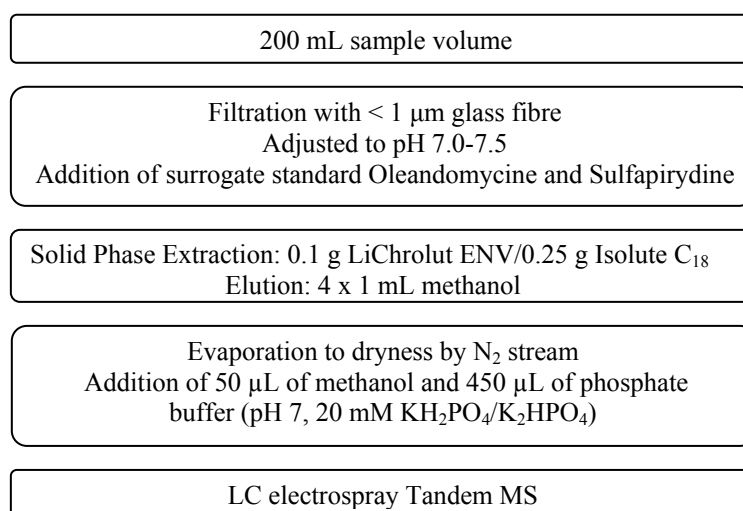 200 mL sample volume
Filtration with < 1 μm glass fibre
Adjusted to pH 7.0-7.5
Addition of surrogate standard Oleandomycine and Sulfapirydine
Solid Phase Extraction: 0.1 g LiChrolut ENV/0.25 g Isolute C₁₈
Elution: 4 x 1 mL methanol
Evaporation to dryness by N₂ stream
Addition of 50 μL of methanol and 450 μL of phosphate
buffer (pH 7, 20 mM KH₂PO₄/K₂HPO₄)
LC electrospray Tandem MS